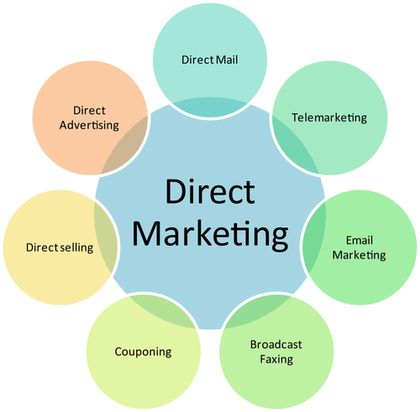 Direct Mail
Telemarketing
Email
Marketing
Broadcast
Faxing
Couponing
Direct selling
Direct
Advertising
Direct
Marketing